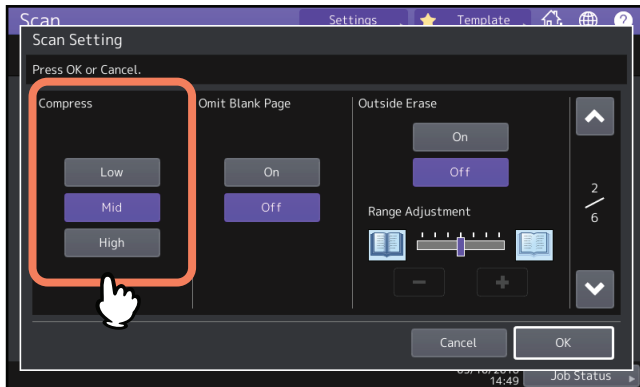 Scan
Settings
Template
?
Scan Setting
Press OK or Cancel.
Compress
Omit Blank Page
Outside Erase
Low
Mid
High
On
Off
On
Off
Range Adjustment
2
6
Cancel
OK
14:49
Job Status